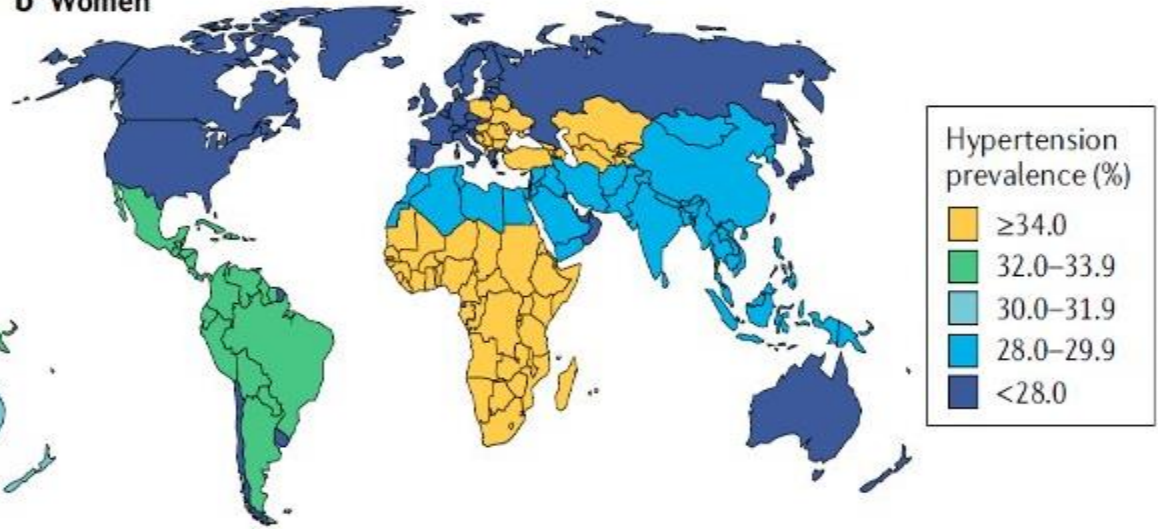 b Women
Hypertension
prevalence (%)
≥34.0
32.0–33.9
30.0–31.9
28.0–29.9
<28.0